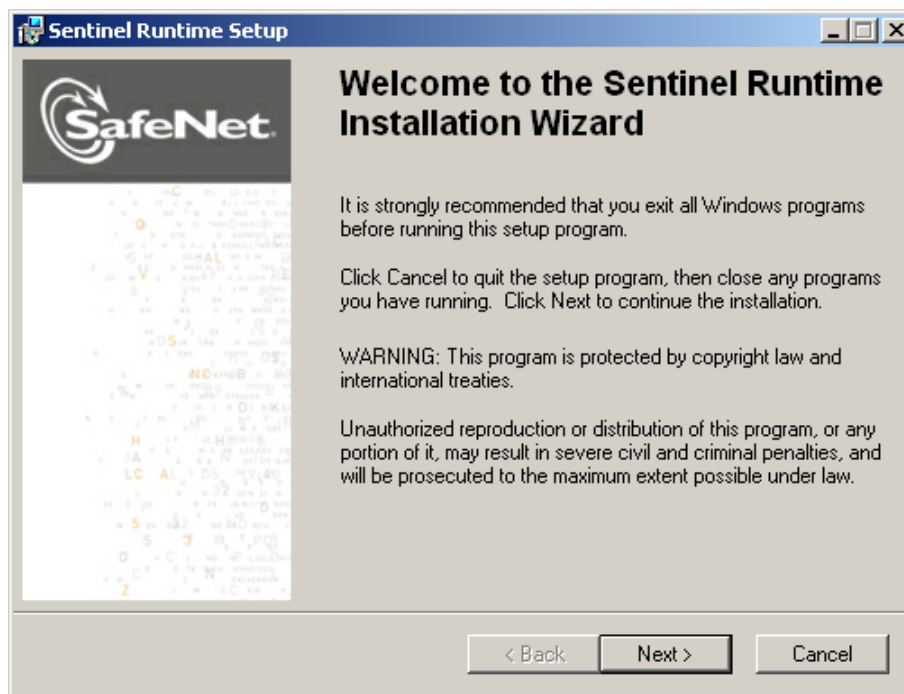 Sentinel Runtime Setup
SafeNet.
Welcome to the Sentinel Runtime
Installation Wizard
It is strongly recommended that you exit all Windows programs
before running this setup program.
Click Cancel to quit the setup program, then close any programs
you have running.  Click Next to continue the installation.
WARNING: This program is protected by copyright law and
international treaties.
Unauthorized reproduction or distribution of this program, or any
portion of it, may result in severe civil and criminal penalties, and
will be prosecuted to the maximum extent possible under law.
< Back
Next >
Cancel